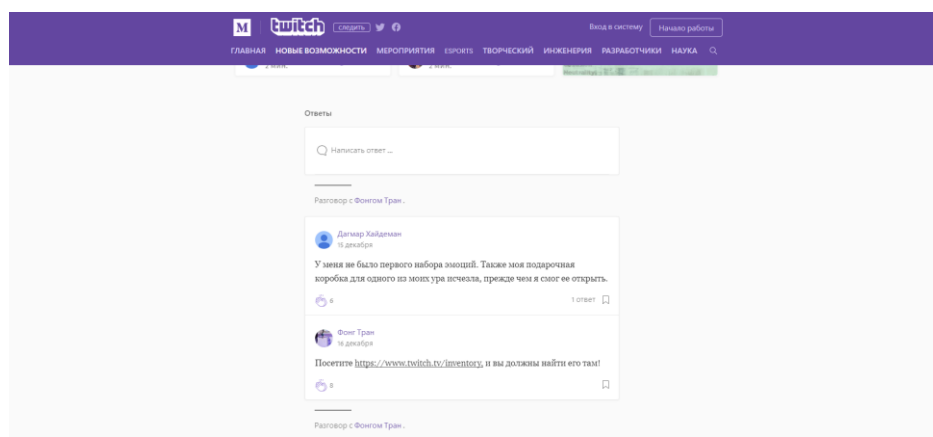 M twitch СЛЕДИТЬ Вход в систему Начало работы
ГЛАВНАЯ НОВЫЕ ВОЗМОЖНОСТИ МЕРОПРИЯТИЯ ESPORTS ТВОРЧЕСКИЙ ИНЖЕНЕРИЯ РАЗРАБОТЧИКИ НАУКА
Ответы
Написать ответ ...
Разговор с Фонгом Тран .
Дагмар Хайдеман
15 декабря
У меня не было первого набора эмоций. Также моя подарочная
коробка для одного из моих ура исчезла, прежде чем я смог ее открыть.
6 1 ответ
Фонг Тран
16 декабря
Посетите https://www.twitch.tv/inventory, и вы должны найти его там!
8
Разговор с Фонгом Тран .